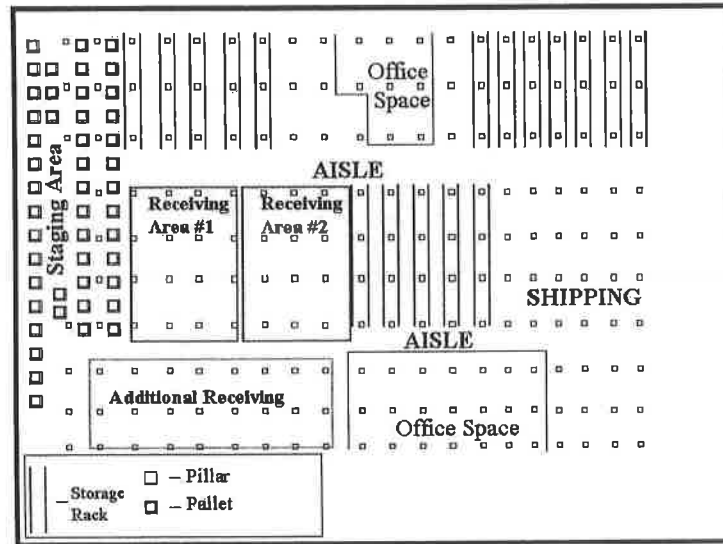 Office
Space
AISLE
Staging Area
Receiving
Area #1
Receiving
Area #2
SHIPPING
AISLE
Additional Receiving
Office Space
– Storage
Rack
– Pillar
– Pallet